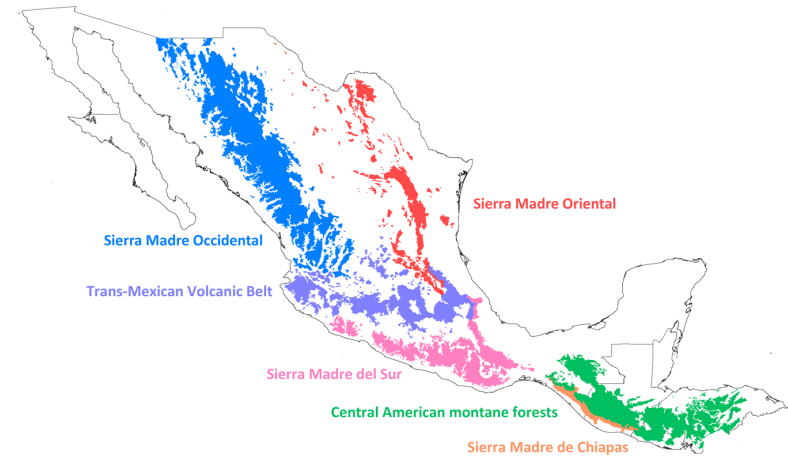 Sierra Madre Oriental
Sierra Madre Occidental
Trans-Mexican Volcanic Belt
Sierra Madre del Sur
Central American montane forests
Sierra Madre de Chiapas